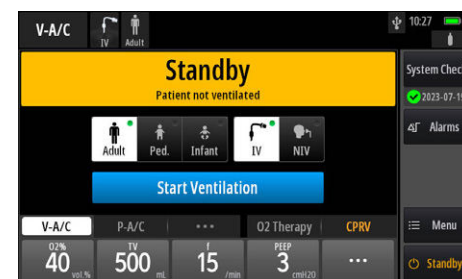 V-A/C
IV
Adult
10:27
Standby
Patient not ventilated
System Chec
2023-07-19
Adult
Ped.
Infant
IV
NIV
Alarms
Start Ventilation
V-A/C
P-A/C
...
O2 Therapy
CPRV
Menu
O2%
40 vol.%
TV
500 mL
f
15 /min
PEEP
3 cmH2O
...
Standby